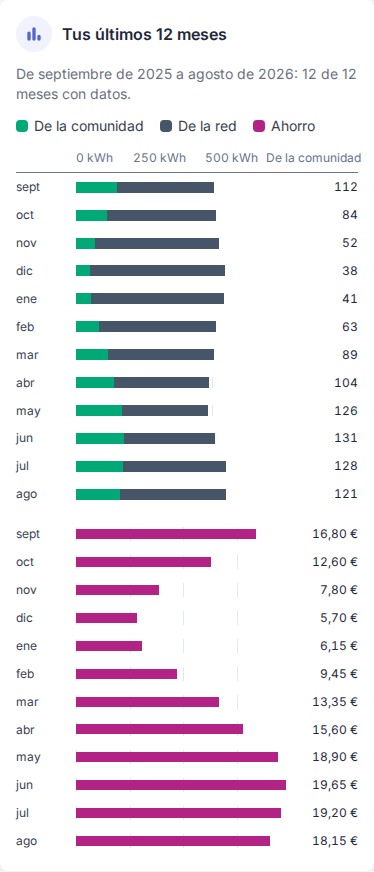 Tus últimos 12 meses
De septiembre de 2025 a agosto de 2026: 12 de 12
meses con datos.
De la comunidad De la red Ahorro
0 kWh 250 kWh 500 kWh De la comunidad
sept 112
oct 84
nov 52
dic 38
ene 41
feb 63
mar 89
abr 104
may 126
jun 131
jul 128
ago 121
sept 16,80 €
oct 12,60 €
nov 7,80 €
dic 5,70 €
ene 6,15 €
feb 9,45 €
mar 13,35 €
abr 15,60 €
may 18,90 €
jun 19,65 €
jul 19,20 €
ago 18,15 €